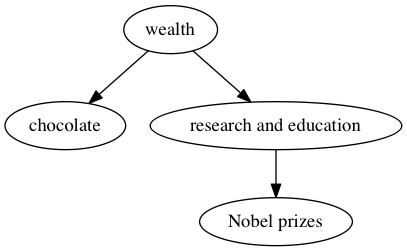 wealth
chocolate
research and education
Nobel prizes